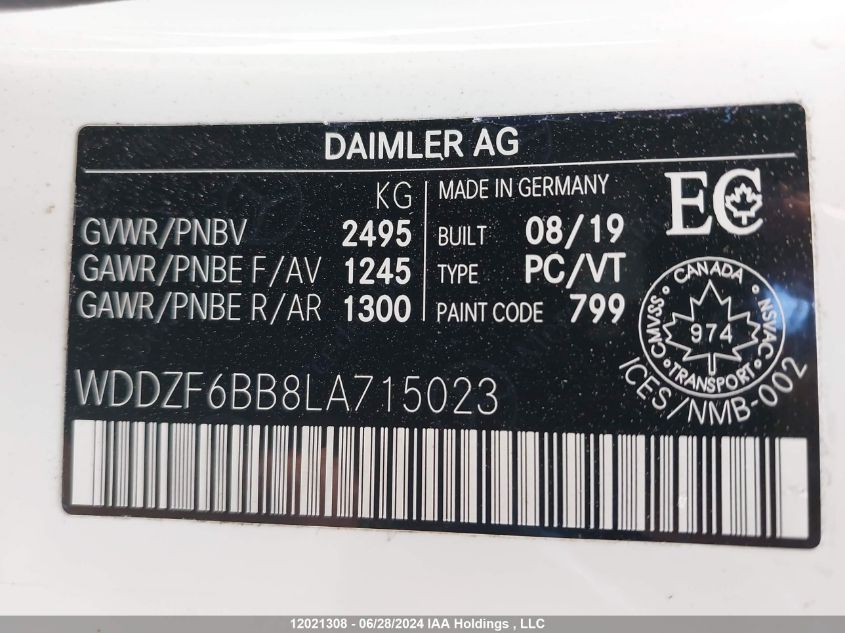 DAIMLER AG
KG
GVWR/PNBV 2495
GAWR/PNBE F/AV 1245
GAWR/PNBE R/AR 1300
MADE IN GERMANY
BUILT 08/19
TYPE PC/VT
PAINT CODE 799
EC
CANADA
CMVSS 974 NSVAC
TRANSPORT
ICES/NMB-002
WDDZF6BB8LA715023
12021308 - 06/28/2024 IAA Holdings , LLC